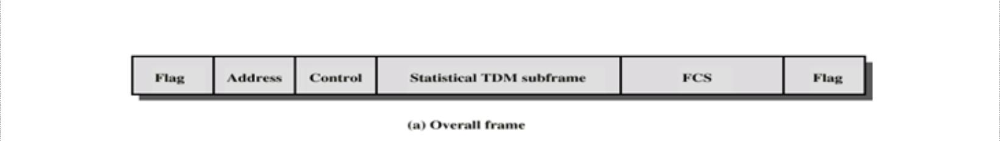 Flag Address Control Statistical TDM subframe FCS Flag
(a) Overall frame